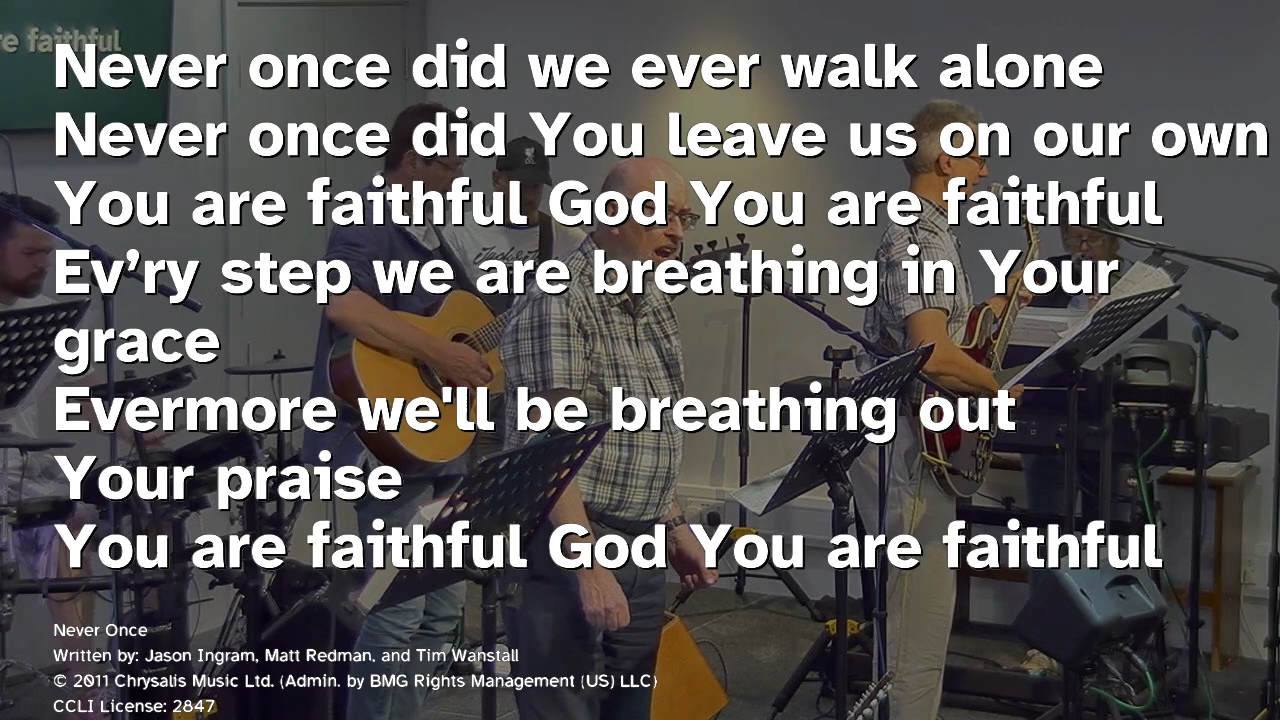 re faithful
Never once did we ever walk alone
Never once did You leave us on our own
You are faithful God You are faithful
Ev’ry step we are breathing in Your
grace
Evermore we'll be breathing out
Your praise
You are faithful God You are faithful
Never Once
Written by: Jason Ingram, Matt Redman, and Tim Wanstall
© 2011 Chrysalis Music Ltd. (Admin. by BMG Rights Management (US) LLC)
CCLI License: 2847